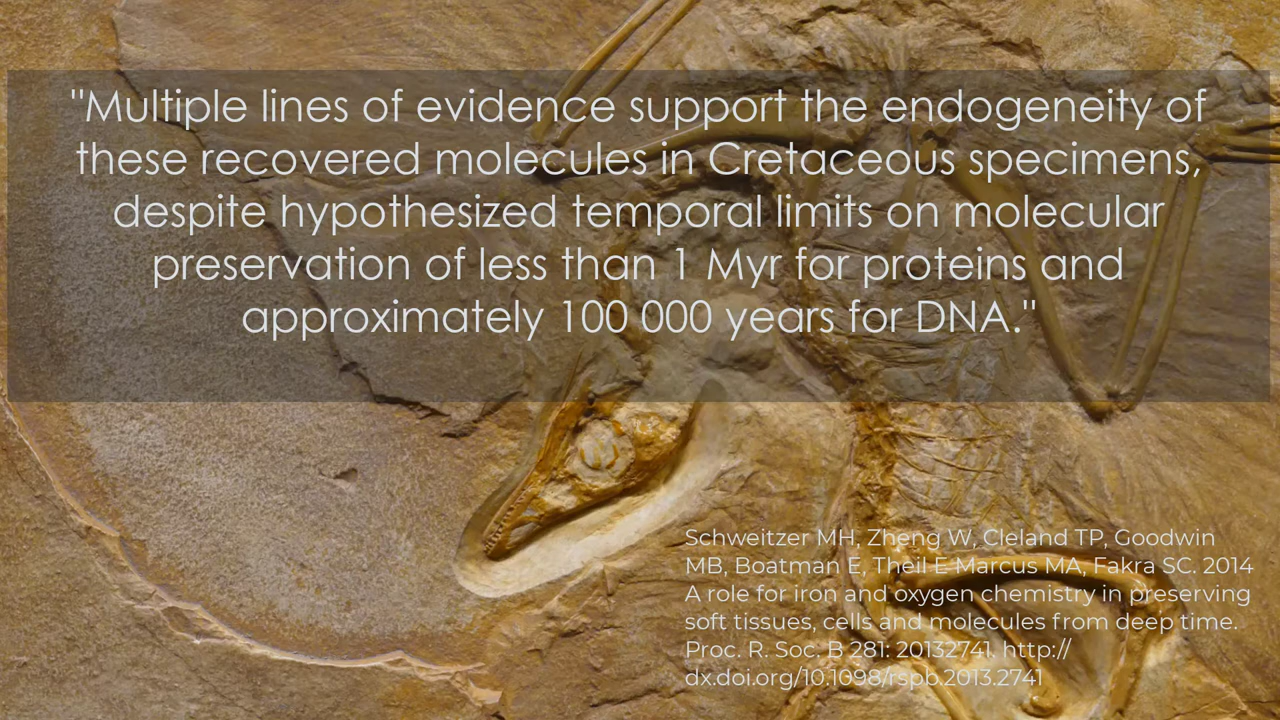 "Multiple lines of evidence support the endogeneity of
these recovered molecules in Cretaceous specimens,
despite hypothesized temporal limits on molecular
preservation of less than 1 Myr for proteins and
approximately 100 000 years for DNA."
Schweitzer MH, Zheng W, Cleland TP, Goodwin
MB, Boatman E, Theil E Marcus MA, Fakra SC. 2014
A role for iron and oxygen chemistry in preserving
soft tissues, cells and molecules from deep time.
Proc. R. Soc. B 281: 20132741. http://
dx.doi.org/10.1098/rspb.2013.2741